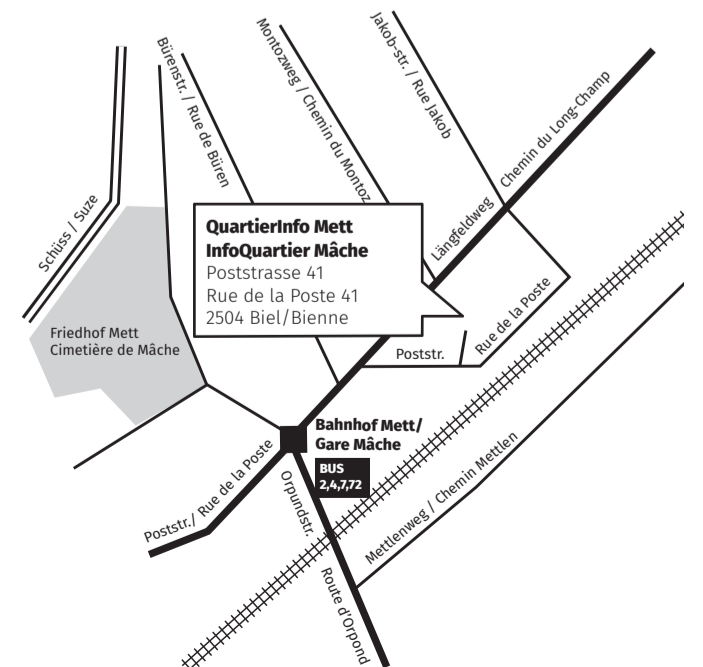 Bürenstr. / Rue de Büren
Montozweg / Chemin du Montoz
Jakob-str. / Rue Jakob
Chemin du Long-Champ
Längfeldweg
Schüss / Suze
QuartierInfo Mett
InfoQuartier Mâche
Poststrasse 41
Rue de la Poste 41
2504 Biel/Bienne
Friedhof Mett
Cimetière de Mâche
Poststr.
Rue de la Poste
Bahnhof Mett/
Gare Mâche
BUS
2,4,7,72
Poststr./ Rue de la Poste
Orpundstr.
Route d'Orpond
Mettlenweg / Chemin Mettlen